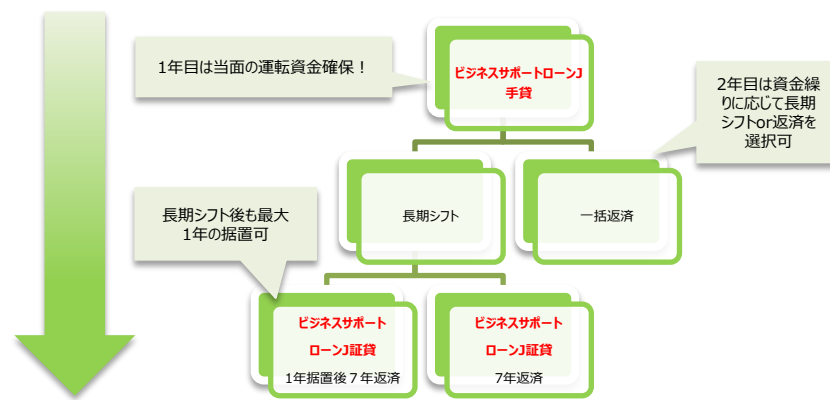 1年目は当面の運転資金確保！
ビジネスサポートローンJ
手貸
2年目は資金繰
りに応じて長期
シフトor返済を
選択可
長期シフト
一括返済
長期シフト後も最大
1年の据置可
ビジネスサポート
ローンJ証貸
1年据置後７年返済
ビジネスサポート
ローンJ証貸
7年返済